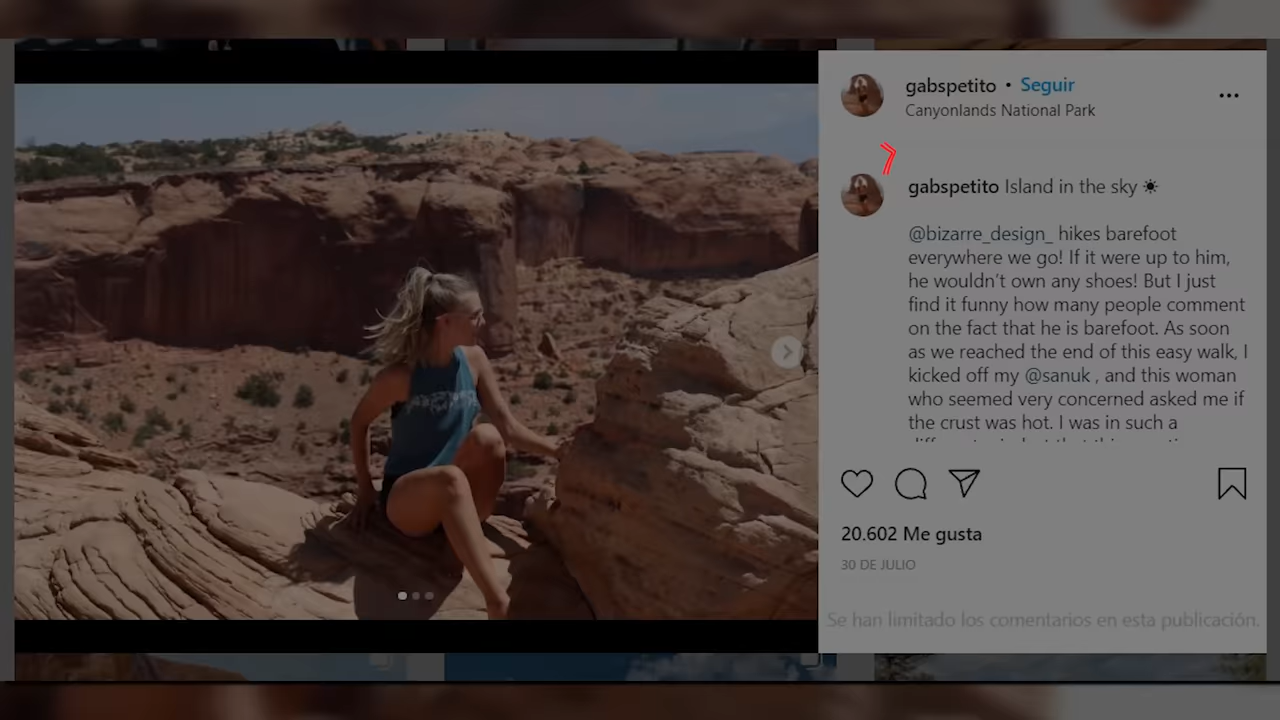 gabspetito • Seguir
Canyonlands National Park
gabspetito Island in the sky
@bizarre_design_ hikes barefoot
everywhere we go! If it were up to him,
he wouldn't own any shoes! But I just
find it funny how many people comment
on the fact that he is barefoot. As soon
as we reached the end of this easy walk, I
kicked off my @sanuk , and this woman
who seemed very concerned asked me if
the crust was hot. I was in such a
20.602 Me gusta
30 DE JULIO
Se han limitado los comentarios en esta publicación.